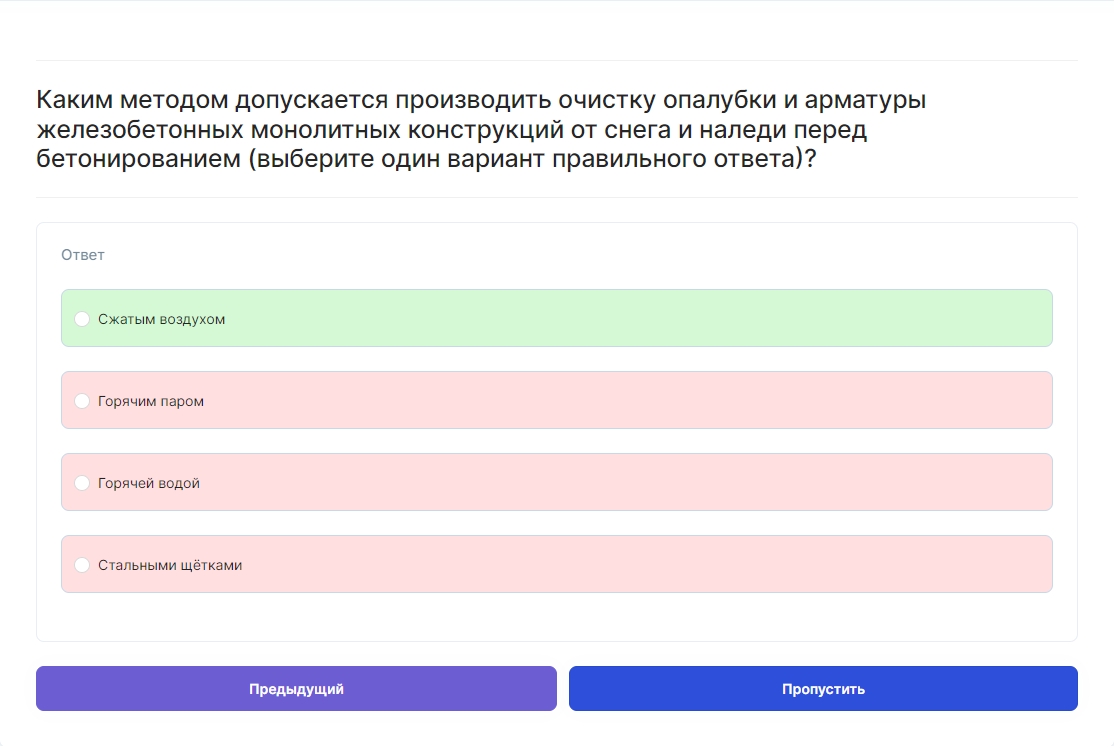 Каким методом допускается производить очистку опалубки и арматуры
железобетонных монолитных конструкций от снега и наледи перед
бетонированием (выберите один вариант правильного ответа)?
Ответ
Сжатым воздухом
Горячим паром
Горячей водой
Стальными щётками
Предыдущий
Пропустить